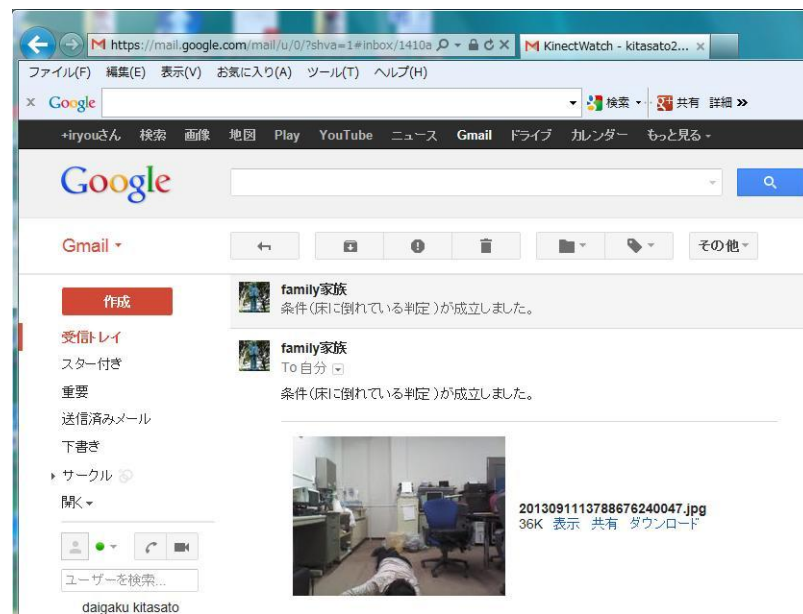 https://mail.google.com/mail/u/0/?shva=1#inbox/1410a
KinectWatch - kitasato2... ×
ファイル(F) 編集(E) 表示(V) お気に入り(A) ツール(T) ヘルプ(H)
× Google 検索 共有 詳細 »
+iryouさん 検索 画像 地図 Play YouTube ニュース Gmail ドライブ カレンダー もっと見る
Google
Gmail
その他
作成
受信トレイ
スター付き
重要
送信済みメール
下書き
サークル
開く
ユーザーを検索...
daigaku kitasato
family家族
条件(床に倒れている判定)が成立しました。
family家族
To 自分
条件(床に倒れている判定)が成立しました。
2013091113788676240047.jpg
36K 表示 共有 ダウンロード